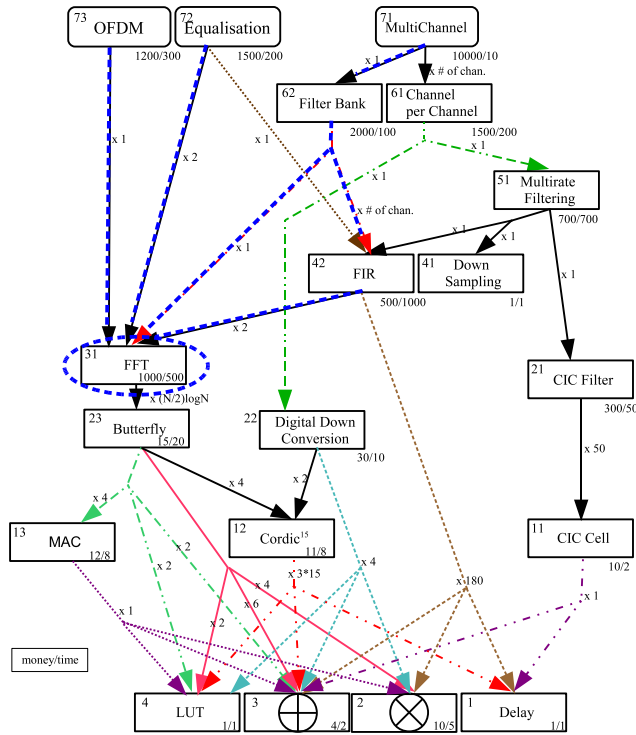 73
OFDM
1200/300
72
Equalisation
1500/200
71
MultiChannel
10000/10
x 1
x # of chan.
62
Filter Bank
2000/100
61
Channel
per Channel
1500/200
x 1
x 2
x 1
x 1
x 1
51
Multirate
Filtering
700/700
x # of chan.
x 1
x 1
x 1
x 1
42
FIR
500/1000
41
Down
Sampling
1/1
x 2
31
FFT
1000/500
x (N/2)logN
21
CIC Filter
300/50
23
Butterfly
15/20
22
Digital Down
Conversion
30/10
x 50
x 4
x 4
x 2
13
MAC
12/8
12
Cordic15
11/8
11
CIC Cell
10/2
x 2
x 2
x 4
x 3*15
x 4
x 180
x 1
x 6
x 2
x 1
money/time
4
LUT
1/1
3
4/2
2
10/5
1
Delay
1/1